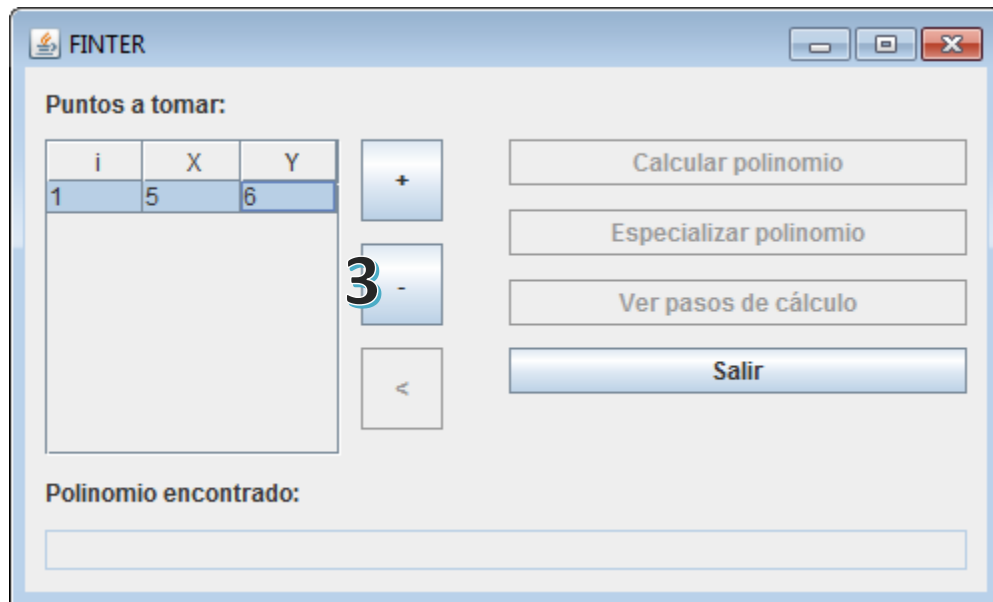 FINTER
Puntos a tomar:
i X Y
1 5 6
+
3 -
<
Calcular polinomio
Especializar polinomio
Ver pasos de cálculo
Salir
Polinomio encontrado: